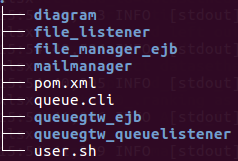 ├── diagram
├── file_listener
├── file_manager_ejb
├── mailmanager
├── pom.xml
├── queue.cli
├── queuegtw_ejb
├── queuegtw_queuelistener
└── user.sh